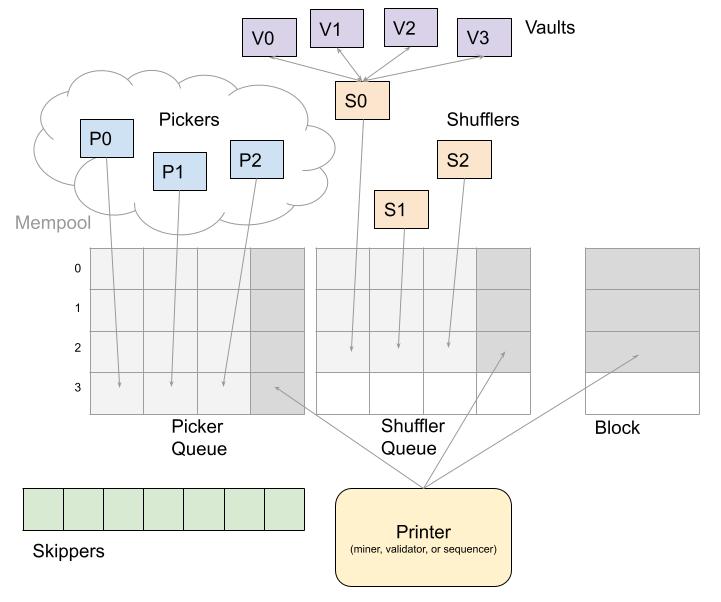 V0
V1
V2
V3
Vaults
S0
Pickers
Shufflers
P0
P1
P2
S2
S1
Mempool
0
1
2
3
Picker
Queue
Shuffler
Queue
Block
Skippers
Printer
(miner, validator, or sequencer)